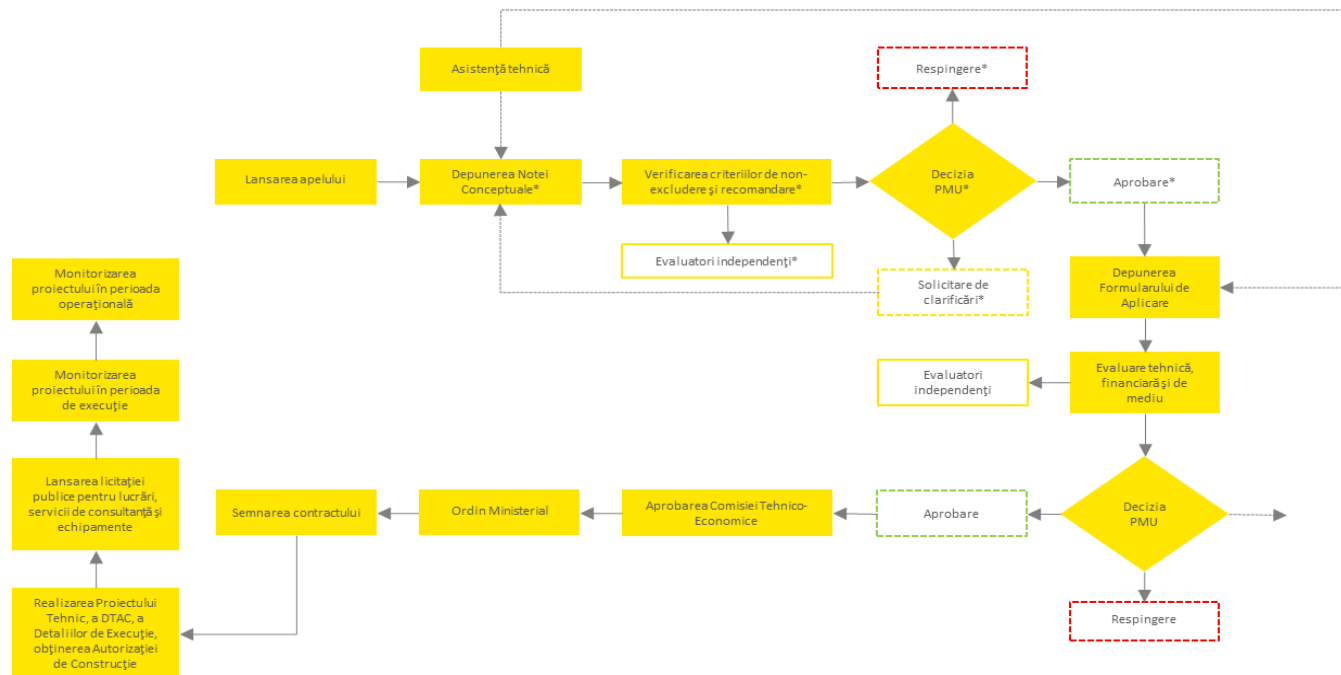 Asistență tehnică
Respingere*
Lansarea apelului
Depunerea Notei
Conceptuale*
Verificarea criteriilor de non-
excludere și recomandare*
Decizia
PMU*
Aprobare*
Evaluatori independenți*
Solicitare de
clarificări*
Depunerea
Formularului de
Aplicare
Monitorizarea
proiectului în perioada
operațională
Evaluatori
independenți
Evaluare tehnică,
financiară și de
mediu
Monitorizarea
proiectului în perioada
de execuție
Lansarea licitației
publice pentru lucrări,
servicii de consultanță și
echipamente
Semnarea contractului
Ordin Ministerial
Aprobarea Comisiei Tehnico-
Economice
Aprobare
Decizia
PMU
Realizarea Proiectului
Tehnic, a DTAC, a
Detaliilor de Execuție,
obținerea Autorizației
de Construcție
Respingere